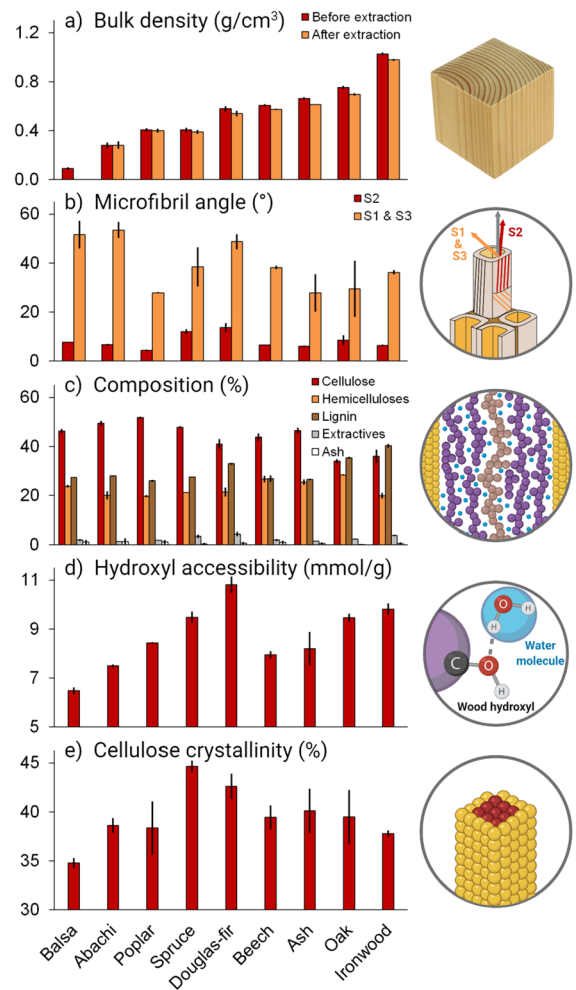 a) Bulk density (g/cm³)
Before extraction
After extraction
1.2
0.8
0.4
0.0
b) Microfibril angle (°)
S2
S1 & S3
60
40
20
0
S1
&
S3
S2
c) Composition (%)
Cellulose
Hemicelluloses
Lignin
Extractives
Ash
60
40
20
0
d) Hydroxyl accessibility (mmol/g)
11
9
7
5
O
H
H
Water
molecule
C
O
H
Wood hydroxyl
e) Cellulose crystallinity (%)
45
40
35
30
Balsa
Abachi
Poplar
Spruce
Douglas-fir
Beech
Ash
Oak
Ironwood